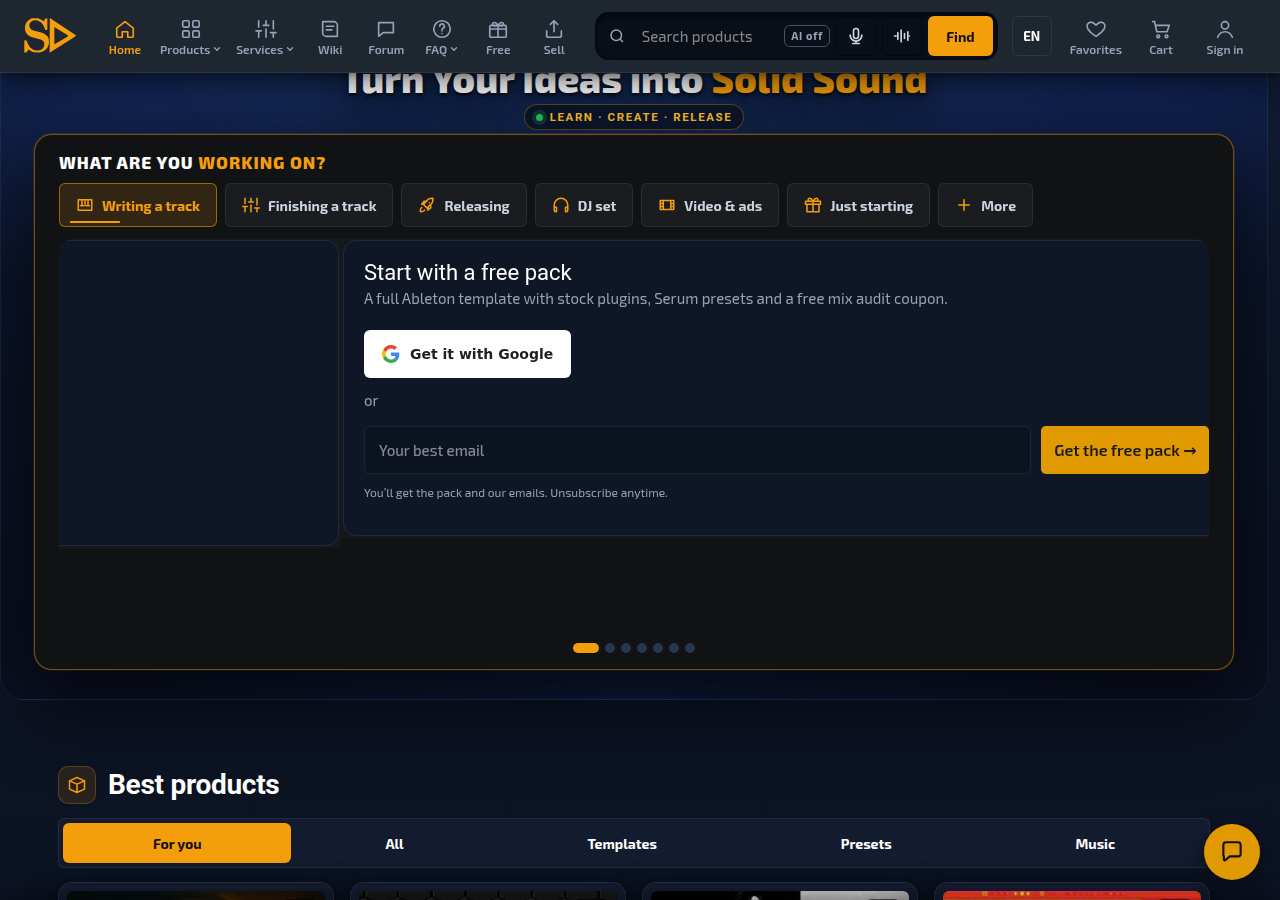 SD
Home
Products
Services
Wiki
Forum
FAQ
Free
Sell
Search products
AI off
Find
EN
Favorites
Cart
Sign in
Turn Your Ideas into Solid Sound
LEARN · CREATE · RELEASE
WHAT ARE YOU WORKING ON?
Writing a track
Finishing a track
Releasing
DJ set
Video & ads
Just starting
More
Start with a free pack
A full Ableton template with stock plugins, Serum presets and a free mix audit coupon.
Get it with Google
or
Your best email
Get the free pack →
You'll get the pack and our emails. Unsubscribe anytime.
Best products
For you
All
Templates
Presets
Music